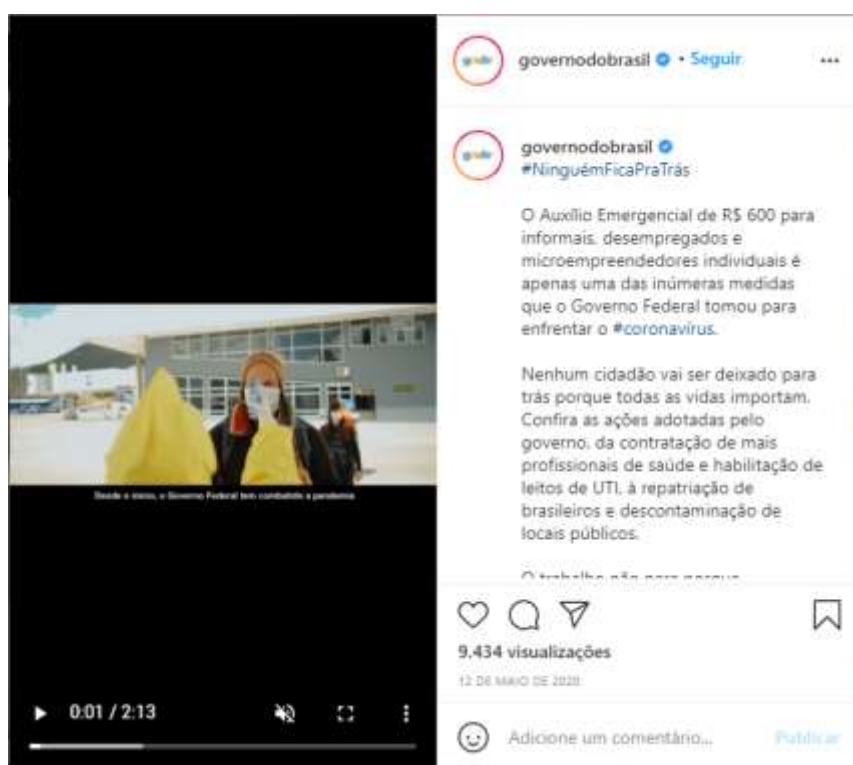 governodobrasil • Seguir
governodobrasil
#NinguémFicaPraTrás
O Auxílio Emergencial de R$ 600 para
informais, desempregados e
microempreendedores individuais é
apenas uma das inúmeras medidas
que o Governo Federal tomou para
enfrentar o #coronavírus.
Nenhum cidadão vai ser deixado para
trás porque todas as vidas importam.
Confira as ações adotadas pelo
governo, da contratação de mais
profissionais de saúde e habilitação de
leitos de UTI, à repatriação de
brasileiros e descontaminação de
locais públicos.
O trabalho não para porque
Desde o início, o Governo Federal tem combatido a pandemia
0:01 / 2:13
9.434 visualizações
12 DE MAIO DE 2020
Adicione um comentário...
Publicar